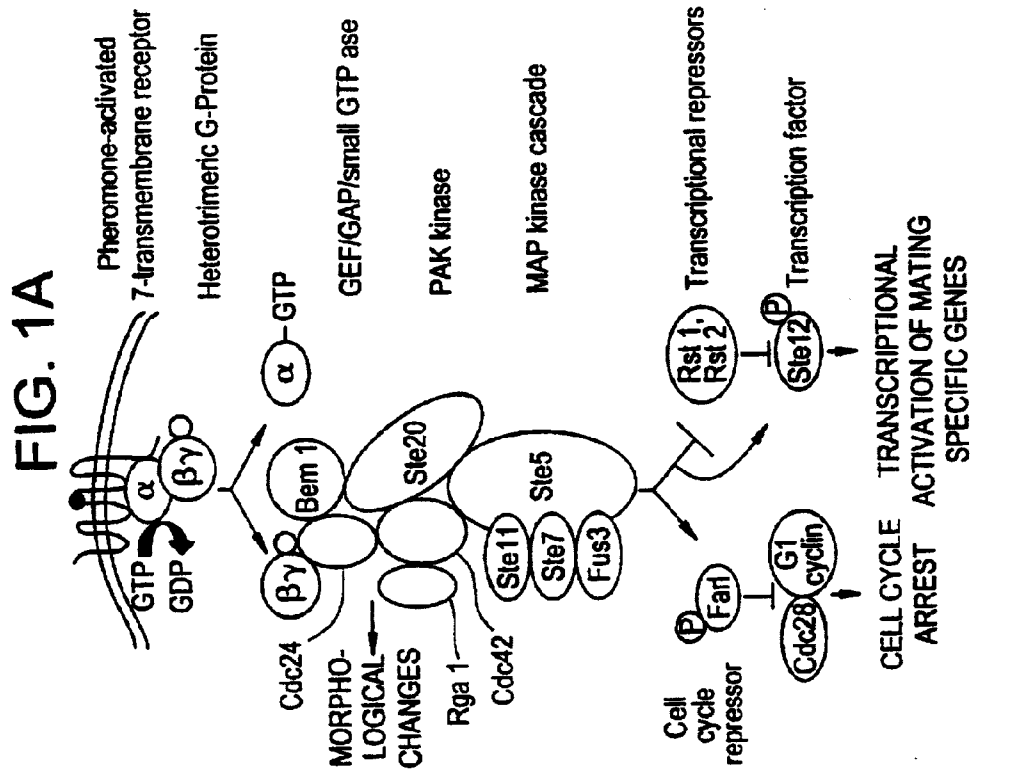 FIG. 1A
Pheromone-activated
7-transmembrane receptor
Heterotrimeric G-Protein
GTP
GDP
α
βγ
α
GTP
βγ
Bem 1
GEF/GAP/small GTP ase
Cdc24
MORPHO-
LOGICAL
CHANGES
Rga 1
Cdc42
Ste20
PAK kinase
Ste11
Ste7
Fus3
Ste5
MAP kinase cascade
Cell
cycle
repressor
P
Farl
Cdc28
G1
cyclin
Rst 1,
Rst 2
Transcriptional repressors
P
Ste12
Transcription factor
CELL CYCLE
ARREST
TRANSCRIPTIONAL
ACTIVATION OF MATING
SPECIFIC GENES